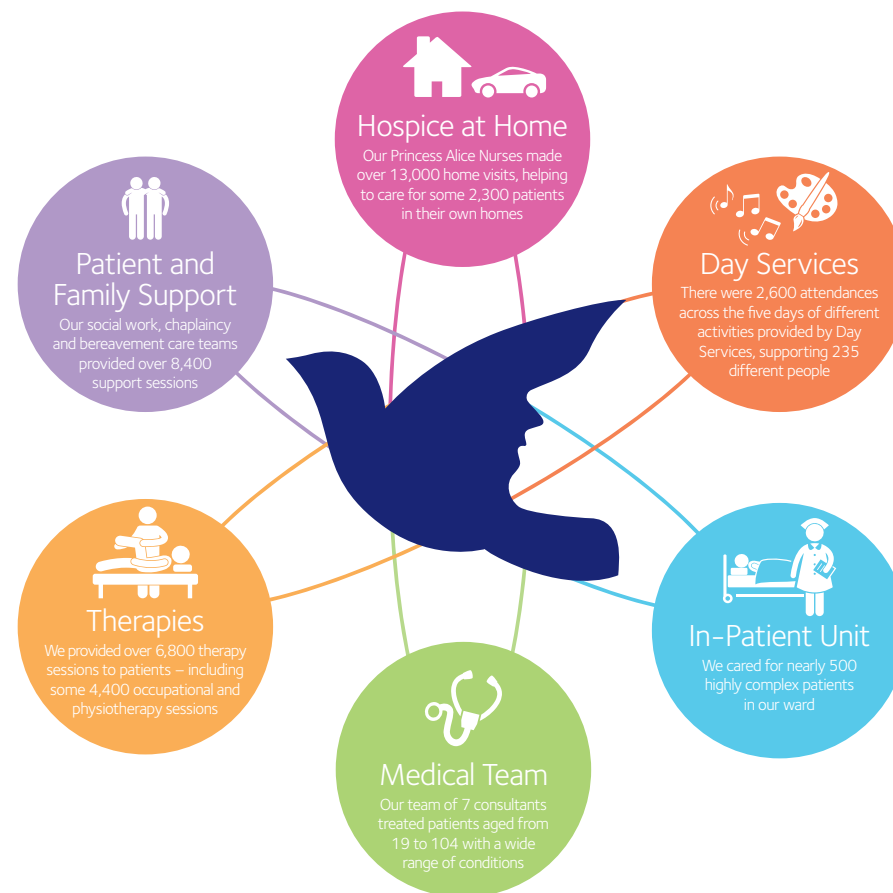 Hospice at Home
Our Princess Alice Nurses made
over 13,000 home visits, helping
to care for some 2,300 patients
in their own homes
Patient and
Family Support
Our social work, chaplaincy
and bereavement care teams
provided over 8,400
support sessions
Day Services
There were 2,600 attendances
across the five days of different
activities provided by Day
Services, supporting 235
different people
Therapies
We provided over 6,800 therapy
sessions to patients – including
some 4,400 occupational and
physiotherapy sessions
In-Patient Unit
We cared for nearly 500
highly complex patients
in our ward
Medical Team
Our team of 7 consultants
treated patients aged from
19 to 104 with a wide
range of conditions